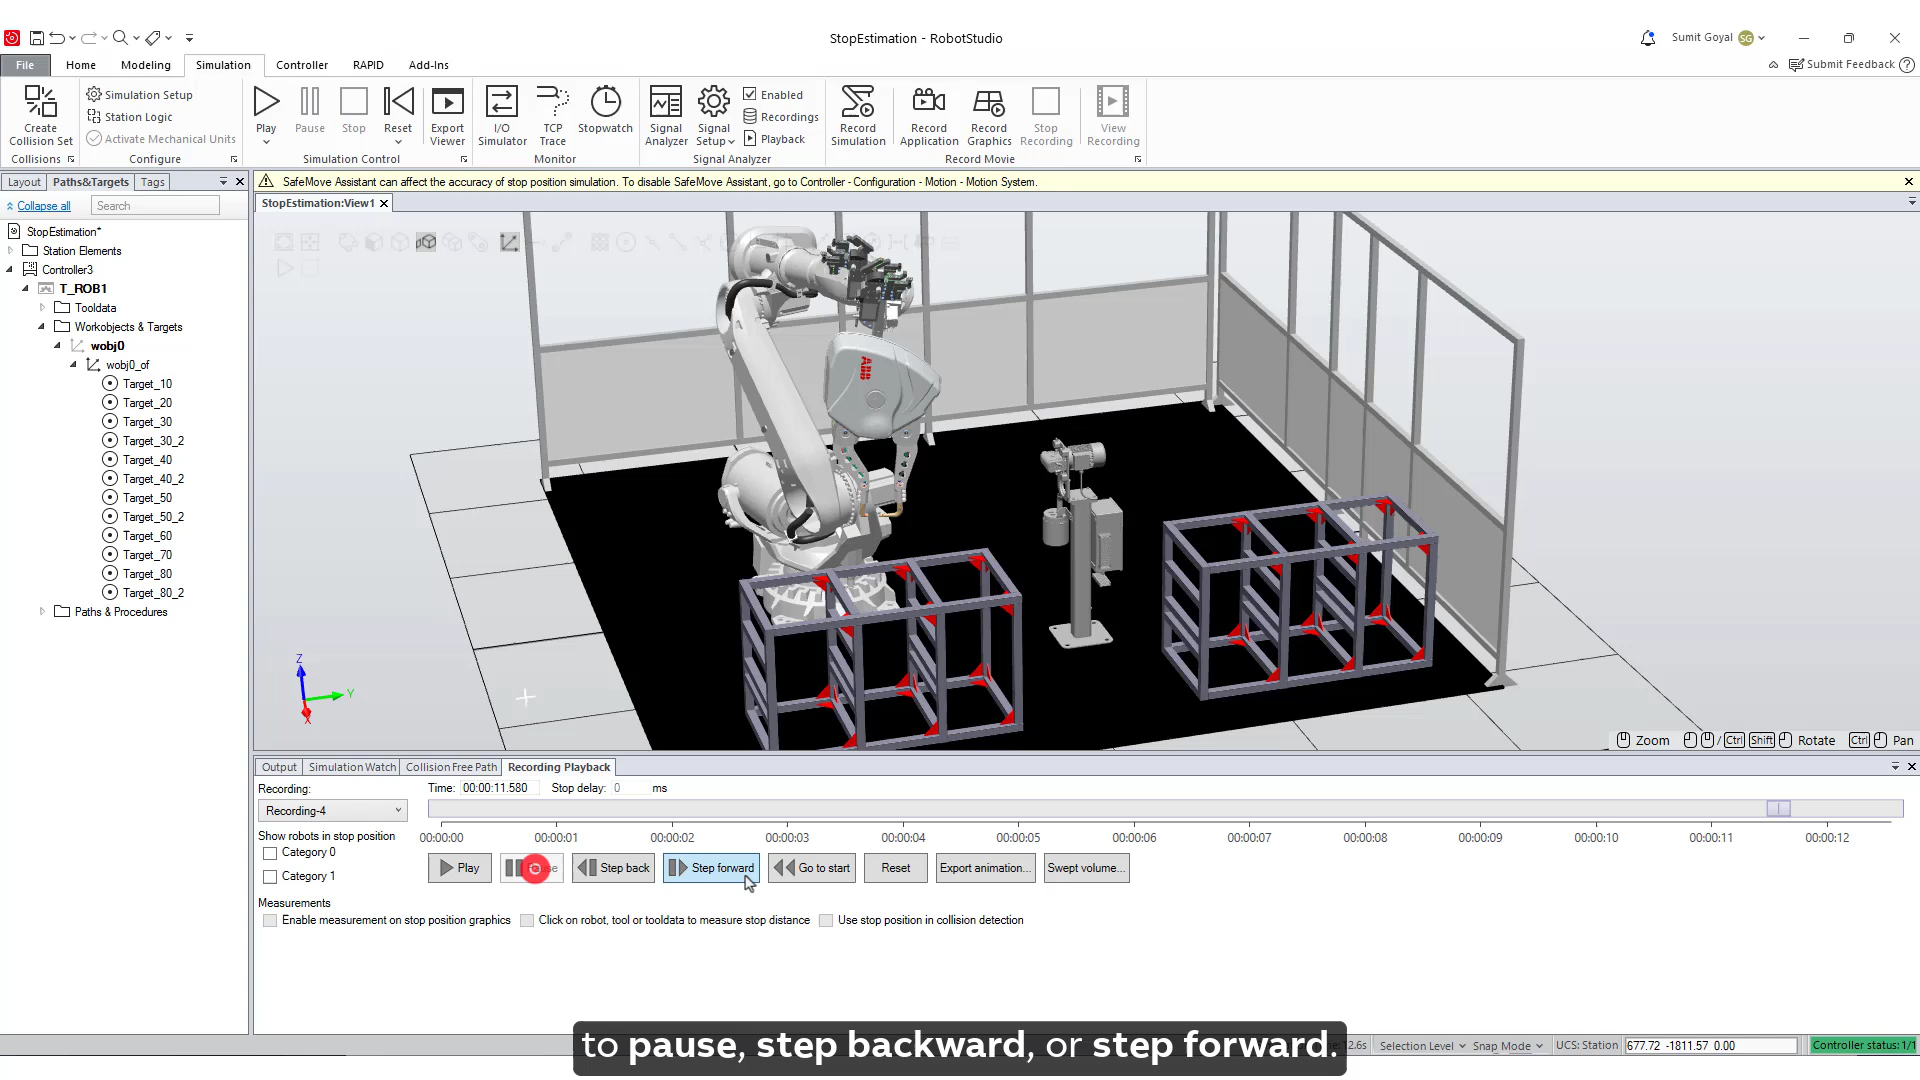 StopEstimation - RobotStudio
Sumit Goyal SG
File Home Modeling Simulation Controller RAPID Add-Ins
Submit Feedback
Create Collision Set
Collisions
Simulation Setup
Station Logic
Activate Mechanical Units
Configure
Play Pause Stop Reset Export Viewer
Simulation Control
I/O Simulator TCP Trace Stopwatch
Monitor
Signal Analyzer Signal Setup
Enabled
Recordings
Playback
Signal Analyzer
Record Simulation Record Application Record Graphics Stop Recording View Recording
Record Movie
Layout Paths&Targets Tags
SafeMove Assistant can affect the accuracy of stop position simulation. To disable SafeMove Assistant, go to Controller - Configuration - Motion - Motion System.
Collapse all Search
StopEstimation:View1
StopEstimation*
Station Elements
Controller3
T_ROB1
Tooldata
Workobjects & Targets
wobj0
wobj0_of
Target_10
Target_20
Target_30
Target_30_2
Target_40
Target_40_2
Target_50
Target_50_2
Target_60
Target_70
Target_80
Target_80_2
Paths & Procedures
ABB
Z
Y
X
Zoom / Ctrl Shift Rotate Ctrl Pan
Output Simulation Watch Collision Free Path Recording Playback
Recording: Time: 00:00:11.580 Stop delay: 0 ms
Recording-4
Show robots in stop position
00:00:00 00:00:01 00:00:02 00:00:03 00:00:04 00:00:05 00:00:06 00:00:07 00:00:08 00:00:09 00:00:10 00:00:11 00:00:12
Category 0
Category 1
Play Step back Step forward Go to start Reset Export animation... Swept volume...
Measurements
Enable measurement on stop position graphics Click on robot, tool or tooldata to measure stop distance Use stop position in collision detection
to pause, step backward, or step forward.
12.6s Selection Level Snap Mode UCS: Station 677.72 -1811.57 0.00 Controller status: 1/1